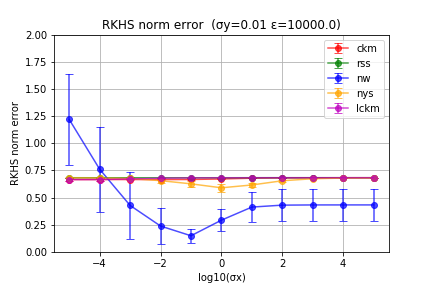 RKHS norm error (σy=0.01 ε=10000.0)
2.00
1.75
1.50
1.25
1.00
0.75
0.50
0.25
0.00
RKHS norm error
ckm
rss
nw
nys
lckm
−4
−2
0
2
4
log10(σx)